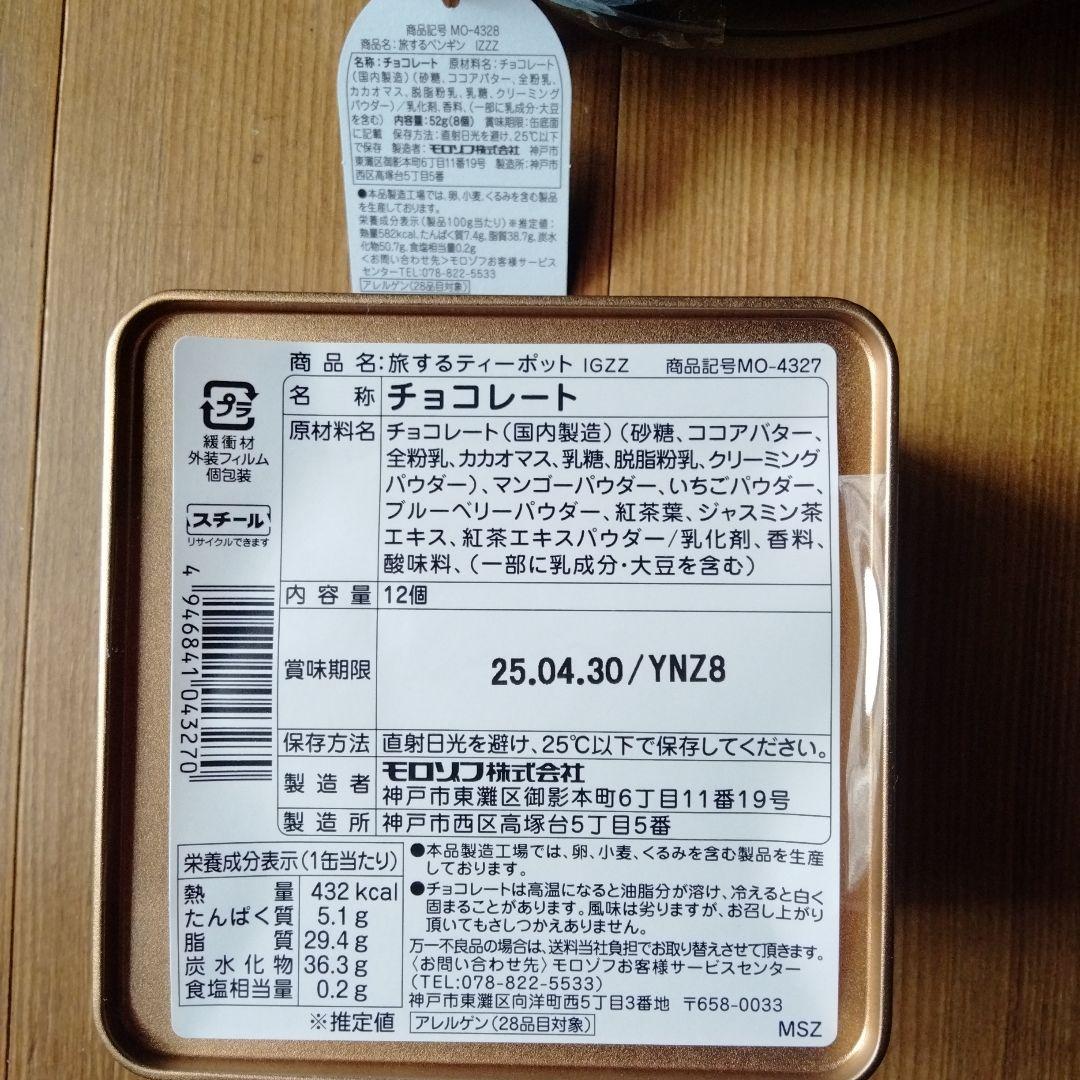 商品記号 MO-4328
商品名:旅するペンギン IZZZ
名称:チョコレート 原材料名:チョコレート
(国内製造)(砂糖、ココアバター、全粉乳、
カカオマス、脱脂粉乳、乳糖、クリーミング
パウダー)/乳化剤、香料、(一部に乳成分・大豆
を含む) 内容量:52g(8個) 賞味期限:缶底面
に記載 保存方法:直射日光を避け、25℃以下
で保存 製造者:モロゾフ株式会社 神戸市
東灘区御影本町6丁目11番19号 製造所:神戸市
西区高塚台5丁目5番
●本品製造工場では、卵、小麦、くるみを含む製品
を生産しております。
栄養成分表示(製品100g当たり)※推定値:
熱量582kcal、たんぱく質7.4g、脂質38.7g、炭水
化物50.7g、食塩相当量0.2g
〈お問い合わせ先〉モロゾフお客様サービス
センターTEL:078-822-5533
アレルゲン(28品目対象)
商品名:旅するティーポット IGZZ 商品記号MO-4327
プラ
緩衝材
外装フィルム
個包装
スチール
リサイクルできます
4 946841 043270
名称 チョコレート
原材料名 チョコレート(国内製造)(砂糖、ココアバター、
全粉乳、カカオマス、乳糖、脱脂粉乳、クリーミング
パウダー)、マンゴーパウダー、いちごパウダー、
ブルーベリーパウダー、紅茶葉、ジャスミン茶
エキス、紅茶エキスパウダー/乳化剤、香料、
酸味料、(一部に乳成分・大豆を含む)
内容量 12個
賞味期限 25.04.30/YNZ8
保存方法 直射日光を避け、25℃以下で保存してください。
製造者 モロゾフ株式会社
神戸市東灘区御影本町6丁目11番19号
製造所 神戸市西区高塚台5丁目5番
栄養成分表示(1缶当たり)
熱量 432 kcal
たんぱく質 5.1 g
脂質 29.4 g
炭水化物 36.3 g
食塩相当量 0.2 g
※推定値
●本品製造工場では、卵、小麦、くるみを含む製品を生産
しております。
●チョコレートは高温になると油脂分が溶け、冷えると白く
固まることがあります。風味は劣りますが、お召し上がり
頂いてもさしつかえありません。
万一不良品の場合は、送料当社負担でお取り替えさせて頂きます。
〈お問い合わせ先〉モロゾフお客様サービスセンター
(TEL:078-822-5533)
神戸市東灘区向洋町西5丁目3番地 〒658-0033
アレルゲン(28品目対象)
MSZ